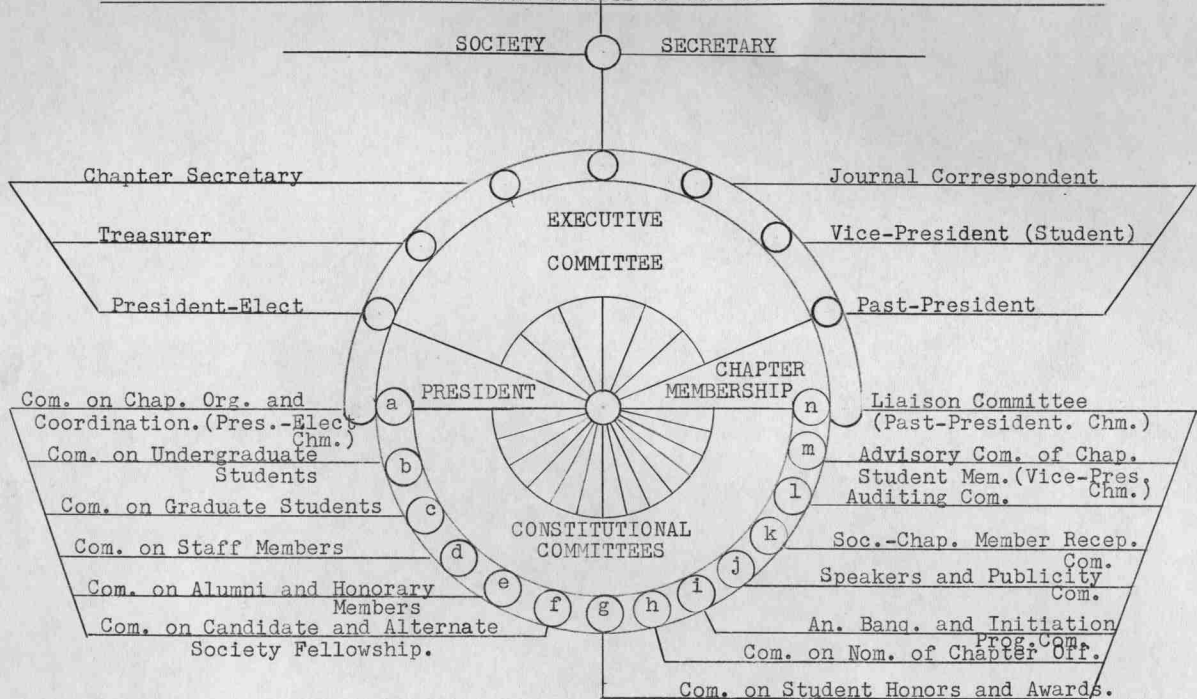 SOCIETY SECRETARY
Chapter Secretary
Journal Correspondent
Treasurer
Vice-President (Student)
President-Elect
Past-President
EXECUTIVE
COMMITTEE
PRESIDENT
CHAPTER
MEMBERSHIP
CONSTITUTIONAL
COMMITTEES
a
b
c
d
e
f
g
h
i
j
k
l
m
n
Com. on Chap. Org. and
Coordination.(Pres.-Elect
Chm.)
Com. on Undergraduate
Students
Com. on Graduate Students
Com. on Staff Members
Com. on Alumni and Honorary
Members
Com. on Candidate and Alternate
Society Fellowship.
Liaison Committee
(Past-President. Chm.)
Advisory Com. of Chap.
Student Mem.(Vice-Pres.
Chm.)
Auditing Com.
Soc.-Chap. Member Recep.
Com.
Speakers and Publicity
Com.
An. Banq. and Initiation
Prog.Com.
Com. on Nom. of Chapter Off.
Com. on Student Honors and Awards.